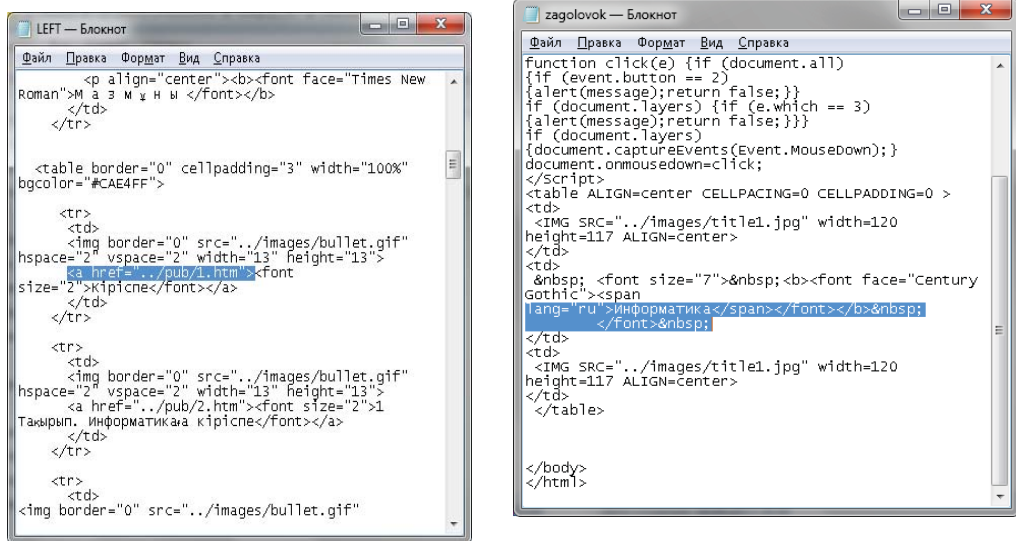 LEFT — Блокнот
Файл Правка Формат Вид Справка
<p align="center"><b><font face="Times New
Roman">М а з м ұ н ы </font></b>
</td>
</tr>
<table border="0" cellpadding="3" width="100%"
bgcolor="#CAE4FF">
<tr>
<td>
<img border="0" src="../images/bullet.gif"
hspace="2" vspace="2" width="13" height="13">
<a href="../pub/1.htm"><font
size="2">Кіріспе</font></a>
</td>
</tr>
<tr>
<td>
<img border="0" src="../images/bullet.gif"
hspace="2" vspace="2" width="13" height="13">
<a href="../pub/2.htm"><font size="2">1
Тақырып. Информатикаға кіріспе</font></a>
</td>
</tr>
<tr>
<td>
<img border="0" src="../images/bullet.gif"
zagolovok — Блокнот
Файл Правка Формат Вид Справка
function click(e) {if (document.all)
{if (event.button == 2)
{alert(message);return false;}}
if (document.layers) {if (e.which == 3)
{alert(message);return false;}}}
if (document.layers)
{document.captureEvents(Event.MouseDown);}
document.onmousedown=click;
</Script>
<table ALIGN=center CELLPACING=0 CELLPADDING=0 >
<td>
<IMG SRC="../images/title1.jpg" width=120
height=117 ALIGN=center>
</td>
<td>
&nbsp; <font size="7">&nbsp;<b><font face="Century
Gothic"><span
lang="ru">Информатика</span></font></b>&nbsp;
</font>&nbsp;
</td>
<td>
<IMG SRC="../images/title1.jpg" width=120
height=117 ALIGN=center>
</td>
</table>
</body>
</html>